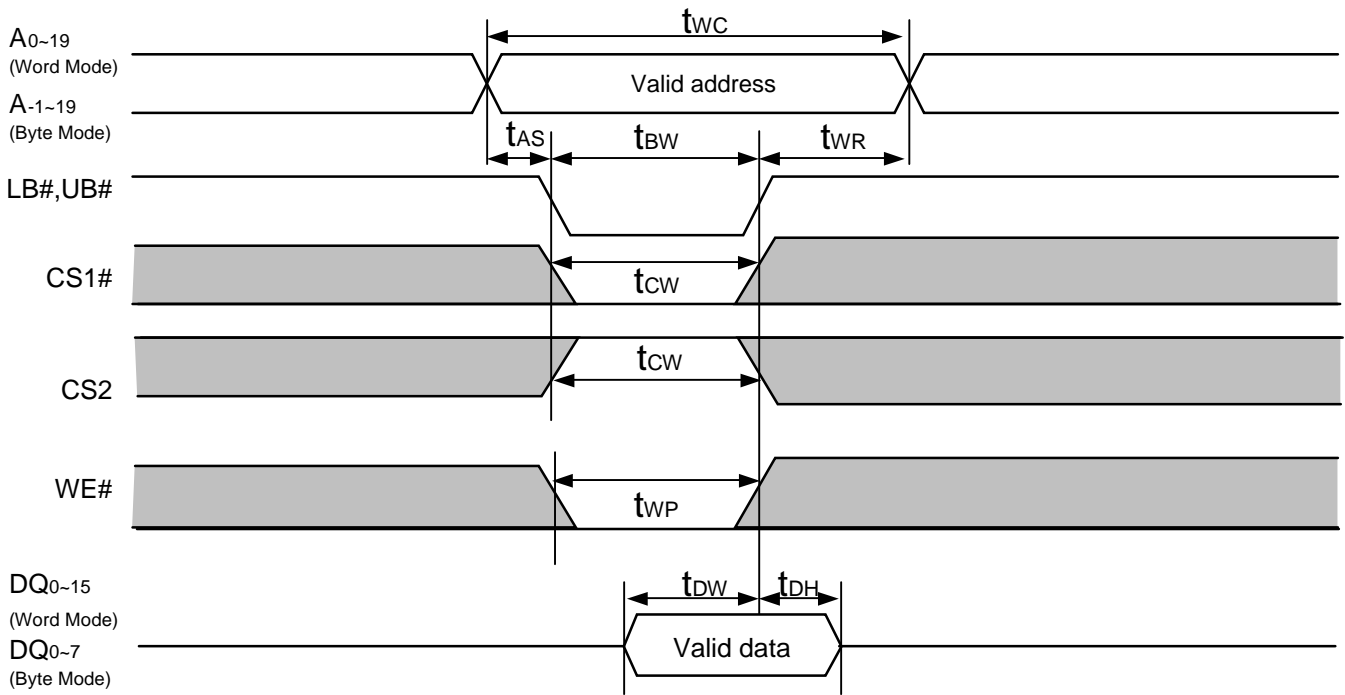 tWC
A0~19
(Word Mode)
Valid address
A-1~19
(Byte Mode)
tAS tBW tWR
LB#,UB#
CS1#
tCW
tCW
CS2
WE#
tWP
DQ0~15
tDW tDH
(Word Mode)
DQ0~7
Valid data
(Byte Mode)